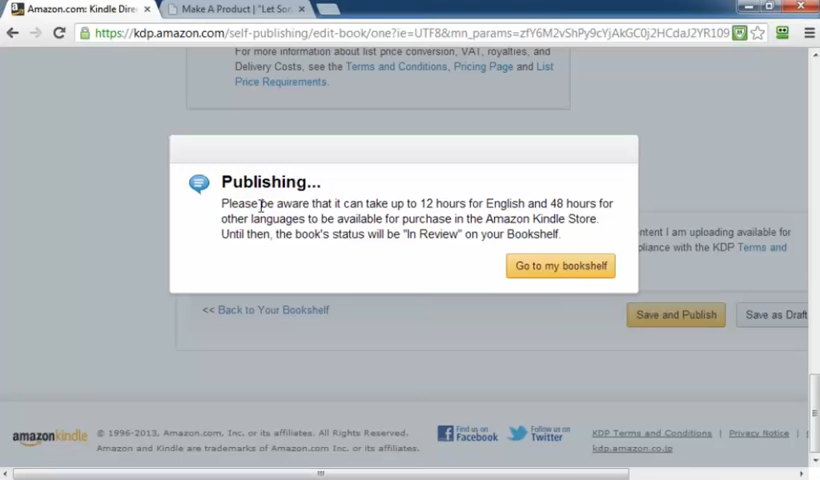 Amazon.com: Kindle Dire
Make A Product | "Let Son
https://kdp.amazon.com/self-publishing/edit-book/one?ie=UTF8&mn_params=zfY6M2vShPy9cYjAkGC0j2HCdaJ2YR109
For more information about list price conversion, VAT, royalties, and
Delivery Costs, see the Terms and Conditions, Pricing Page and List
Price Requirements.
Publishing...
Please be aware that it can take up to 12 hours for English and 48 hours for
other languages to be available for purchase in the Amazon Kindle Store.
Until then, the book's status will be "In Review" on your Bookshelf.
Go to my bookshelf
ntent I am uploading available for
pliance with the KDP Terms and
<< Back to Your Bookshelf
Save and Publish
Save as Draft
amazonkindle
© 1996-2013, Amazon.com, Inc. or its affiliates. All Rights Reserved.
Amazon and Kindle are trademarks of Amazon.com, Inc. or its affiliates.
Find us on
Facebook
Follow us on
Twitter
KDP Terms and Conditions | Privacy Notice |
kdp.amazon.co.jp